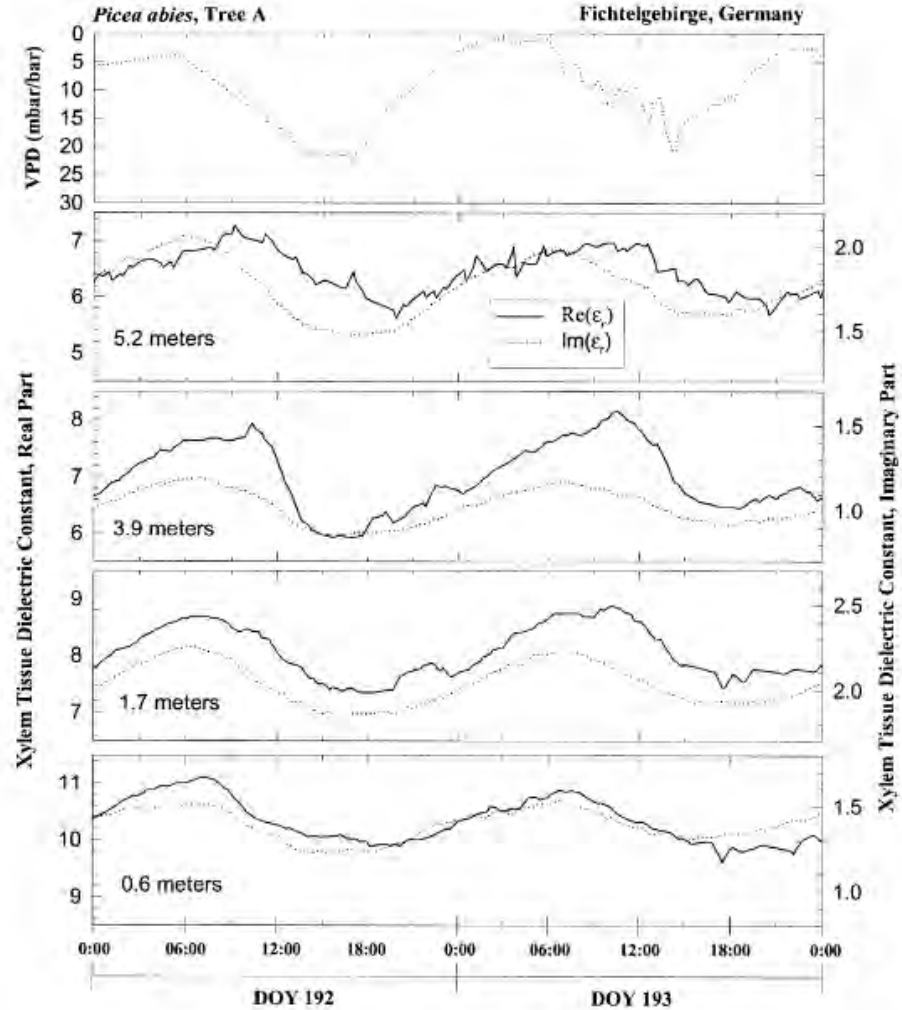 Picea abies, Tree A
Fichtelgebirge, Germany
VPD (mbar/bar)
0
5
10
15
20
25
30
Xylem Tissue Dielectric Constant, Real Part
Xylem Tissue Dielectric Constant, Imaginary Part
7
6
5
2.0
1.5
Re(εr)
Im(εr)
5.2 meters
8
7
6
1.5
1.0
3.9 meters
9
8
7
2.5
2.0
1.7 meters
11
10
9
1.5
1.0
0.6 meters
0:00 06:00 12:00 18:00 0:00 06:00 12:00 18:00 0:00
DOY 192 DOY 193